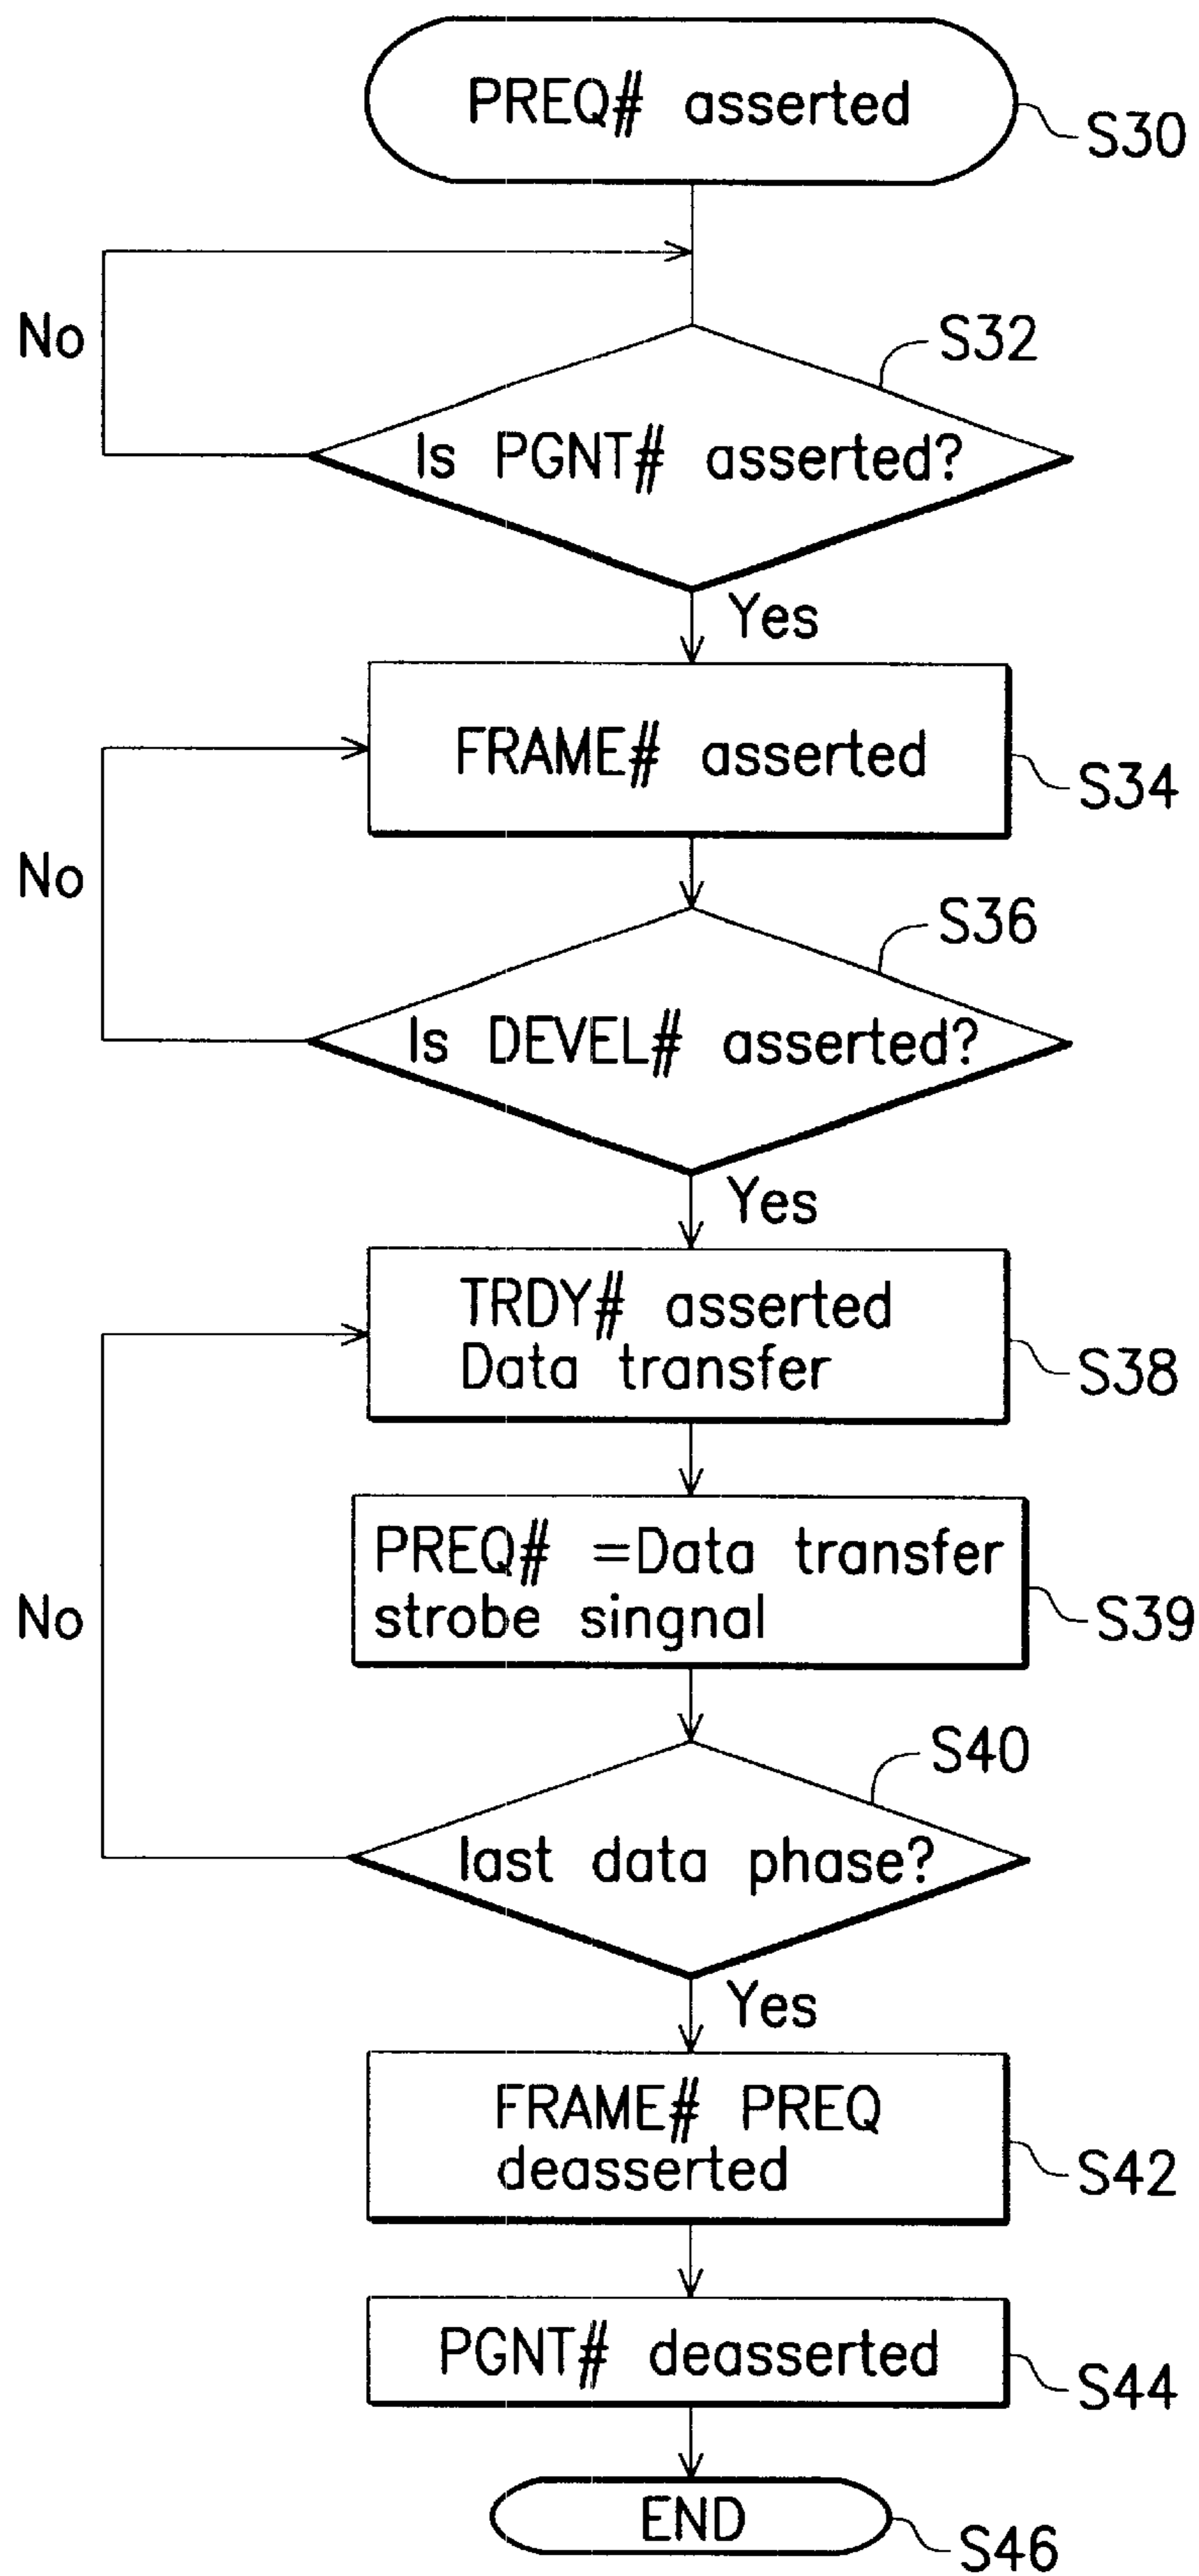 PREQ# asserted
S30
No
S32
Is PGNT# asserted?
Yes
FRAME# asserted
S34
No
S36
Is DEVEL# asserted?
Yes
TRDY# asserted
Data transfer
S38
PREQ# =Data transfer
strobe singnal
S39
No
S40
last data phase?
Yes
FRAME# PREQ
deasserted
S42
PGNT# deasserted
S44
END
S46